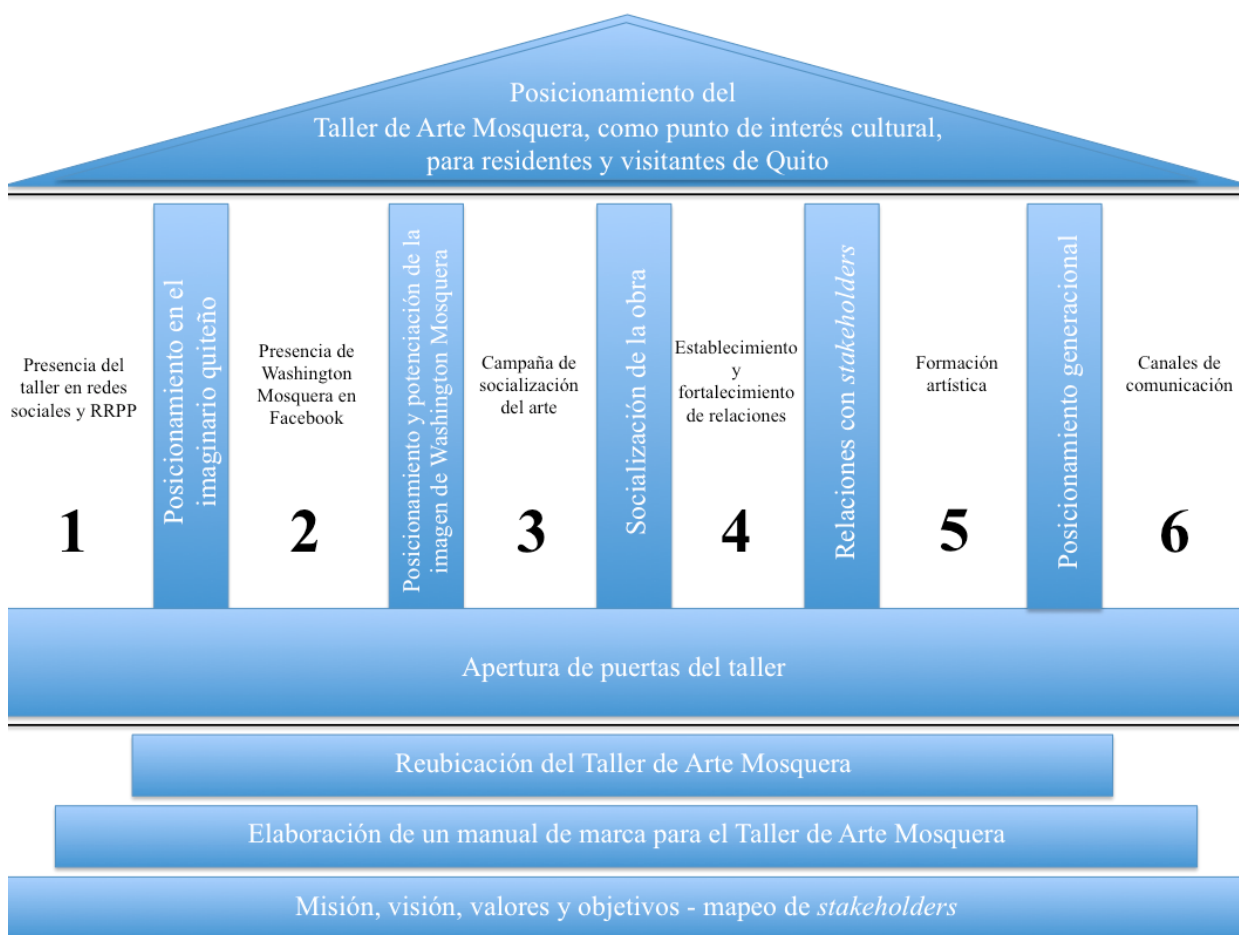 Posicionamiento del
Taller de Arte Mosquera, como punto de interés cultural,
para residentes y visitantes de Quito
Presencia del
taller en redes
sociales y RRPP
1
Posicionamiento en el
imaginario quiteño
Presencia de
Washington
Mosquera en
Facebook
2
Posicionamiento y potenciación de la
imagen de Washington Mosquera
Campaña de
socialización
del arte
3
Socialización de la obra
Establecimiento
y
fortalecimiento
de relaciones
4
Relaciones con stakeholders
Formación
artística
5
Posicionamiento generacional
Canales de
comunicación
6
Apertura de puertas del taller
Reubicación del Taller de Arte Mosquera
Elaboración de un manual de marca para el Taller de Arte Mosquera
Misión, visión, valores y objetivos - mapeo de stakeholders